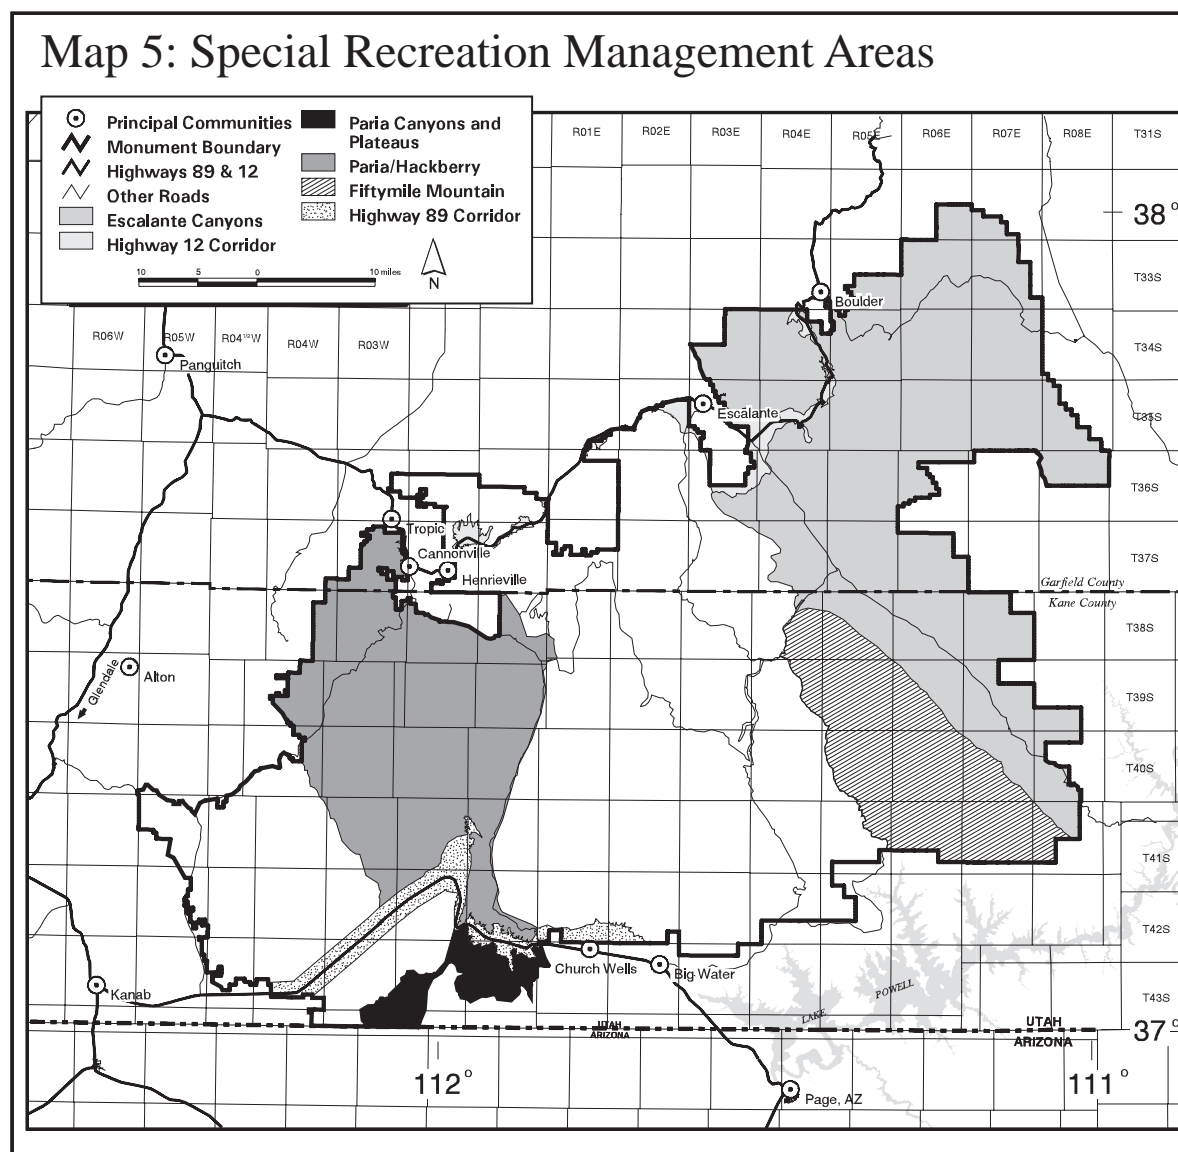 Map 5: Special Recreation Management Areas
Principal Communities
Monument Boundary
Highways 89 & 12
Other Roads
Escalante Canyons
Highway 12 Corridor
Paria Canyons and
Plateaus
Paria/Hackberry
Fiftymile Mountain
Highway 89 Corridor
10 5 0 10 miles
N
R01E R02E R03E R04E R05E R06E R07E R08E T31S
38°
T33S
Boulder
R06W R05W R04 1/2 W R04W R03W
T34S
Panguitch
Escalante
T35S
T36S
Tropic
Cannonville
T37S
Henrieville
Garfield County
Kane County
T38S
Glendale
Alton
T39S
T40S
T41S
T42S
Church Wells
Big Water
Kanab
LAKE POWELL
T43S
UTAH
ARIZONA
UTAH
ARIZONA
37°
112°
111°
Page, AZ